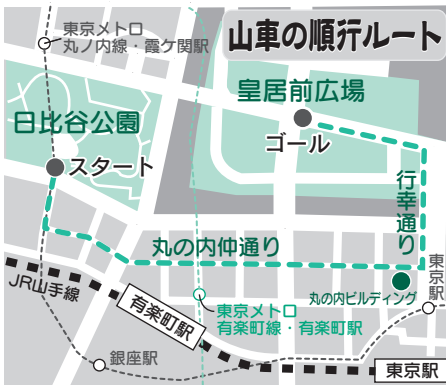 山車の順行ルート
東京メトロ
丸ノ内線・霞ケ関駅
皇居前広場
日比谷公園
ゴール
スタート
行幸通り
丸の内仲通り
JR山手線
丸の内ビルディング
東京駅
有楽町駅
東京メトロ
有楽町線・有楽町駅
銀座駅
東京駅